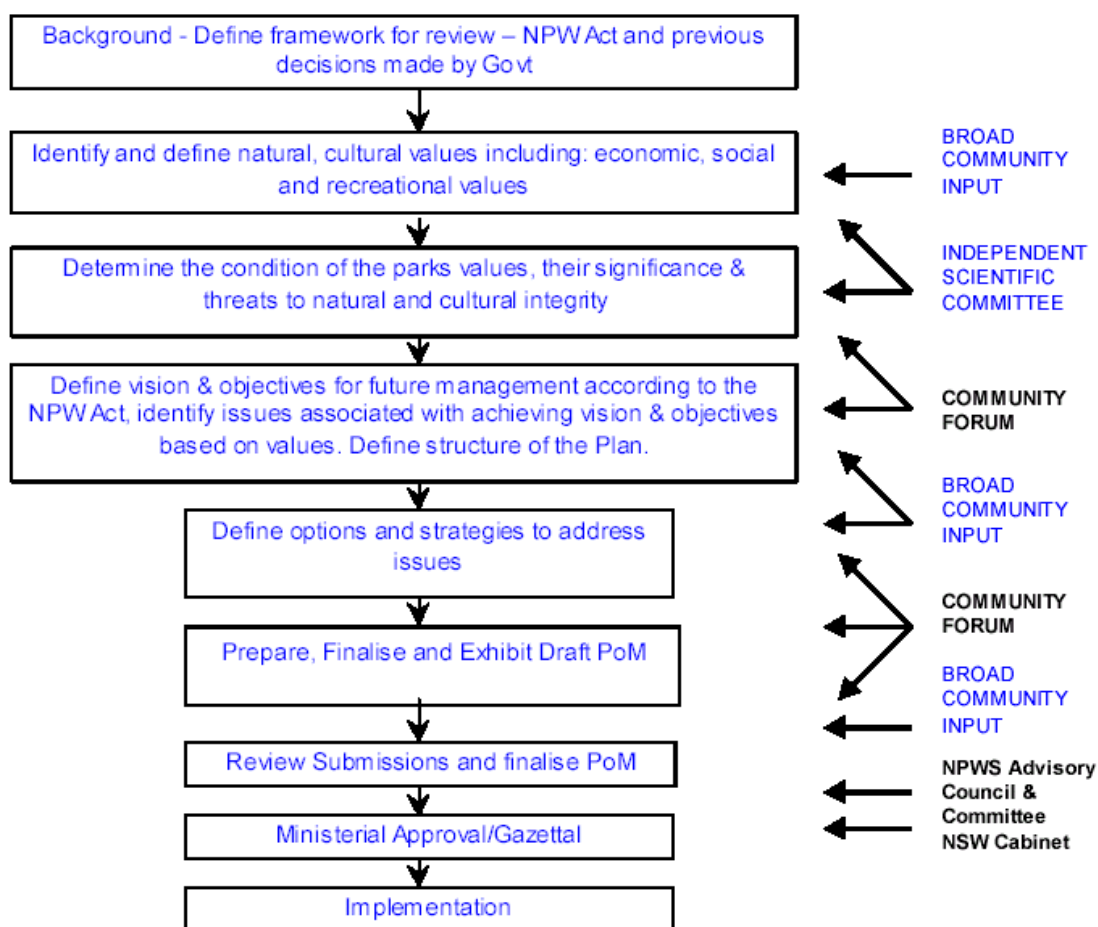 Background - Define framework for review – NPW Act and previous
decisions made by Govt
Identify and define natural, cultural values including: economic, social
and recreational values
BROAD
COMMUNITY
INPUT
Determine the condition of the parks values, their significance &
threats to natural and cultural integrity
INDEPENDENT
SCIENTIFIC
COMMITTEE
Define vision & objectives for future management according to the
NPW Act, identify issues associated with achieving vision & objectives
based on values. Define structure of the Plan.
COMMUNITY
FORUM
Define options and strategies to address
issues
BROAD
COMMUNITY
INPUT
Prepare, Finalise and Exhibit Draft PoM
COMMUNITY
FORUM
BROAD
COMMUNITY
INPUT
Review Submissions and finalise PoM
NPWS Advisory
Council &
Committee
NSW Cabinet
Ministerial Approval/Gazettal
Implementation